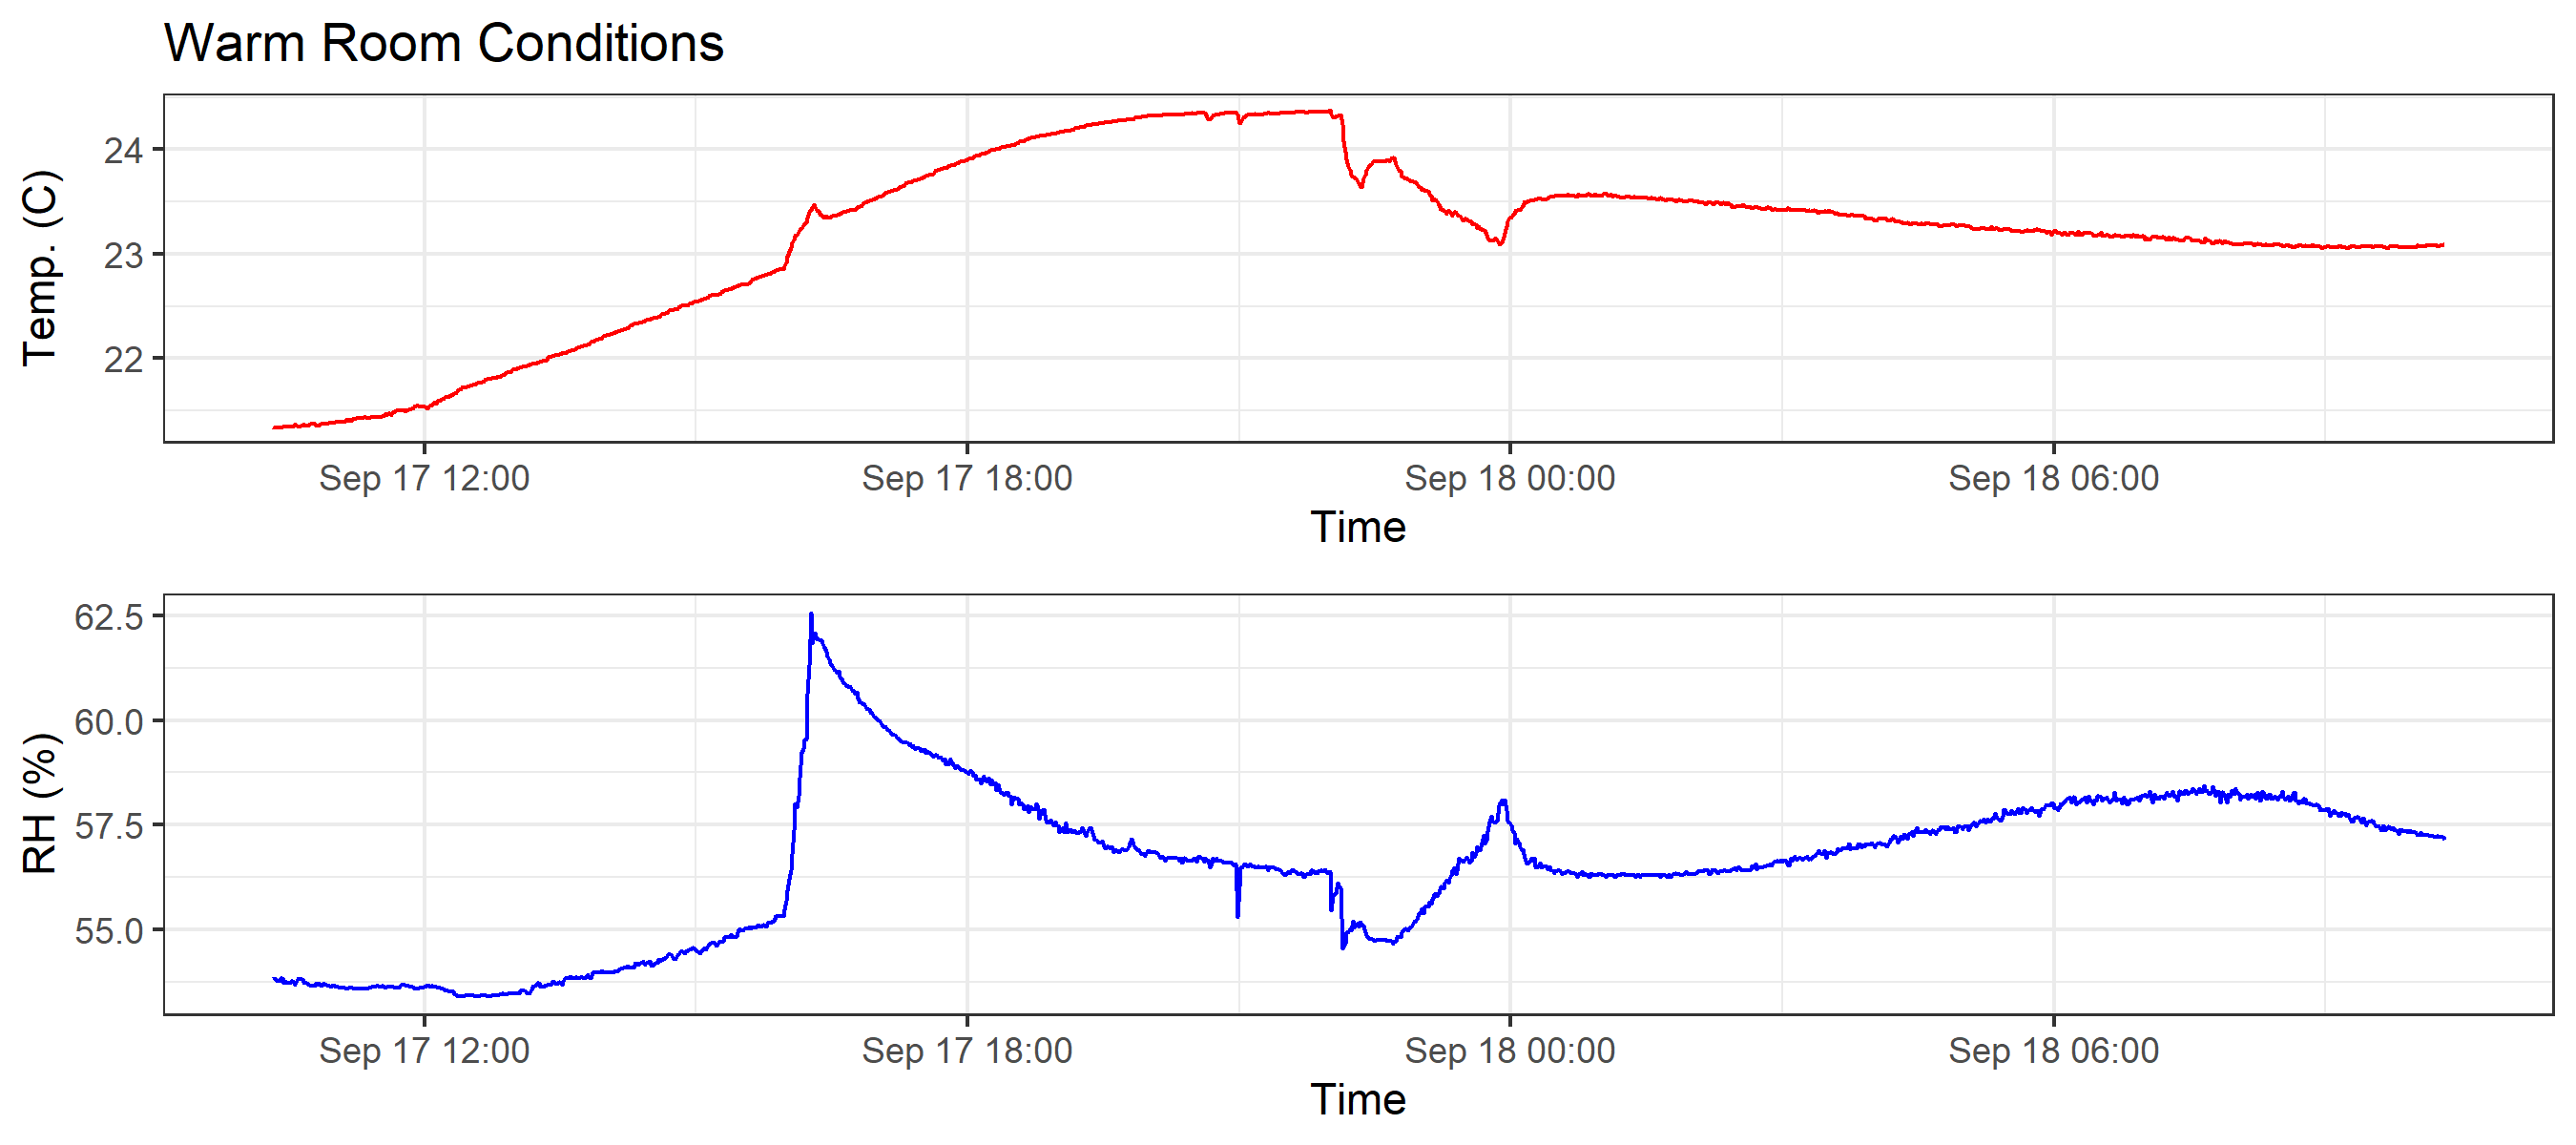 Warm Room Conditions
Temp. (C)
24
23
22
Sep 17 12:00 Sep 17 18:00 Sep 18 00:00 Sep 18 06:00
Time
RH (%)
62.5
60.0
57.5
55.0
Sep 17 12:00 Sep 17 18:00 Sep 18 00:00 Sep 18 06:00
Time